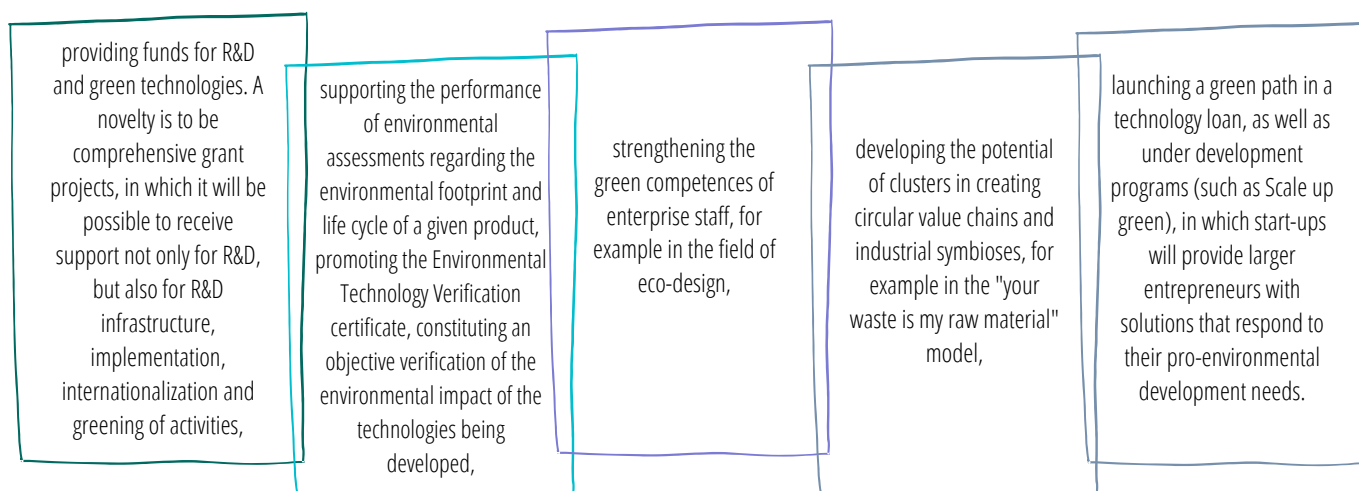 providing funds for R&D
and green technologies. A
novelty is to be
comprehensive grant
projects, in which it will be
possible to receive
support not only for R&D,
but also for R&D
infrastructure,
implementation,
internationalization and
greening of activities,
supporting the performance
of environmental
assessments regarding the
environmental footprint and
life cycle of a given product,
promoting the Environmental
Technology Verification
certificate, constituting an
objective verification of the
environmental impact of the
technologies being
developed,
strengthening the
green competences of
enterprise staff, for
example in the field of
eco-design,
developing the potential
of clusters in creating
circular value chains and
industrial symbioses, for
example in the "your
waste is my raw material"
model,
launching a green path in a
technology loan, as well as
under development
programs (such as Scale up
green), in which start-ups
will provide larger
entrepreneurs with
solutions that respond to
their pro-environmental
development needs.